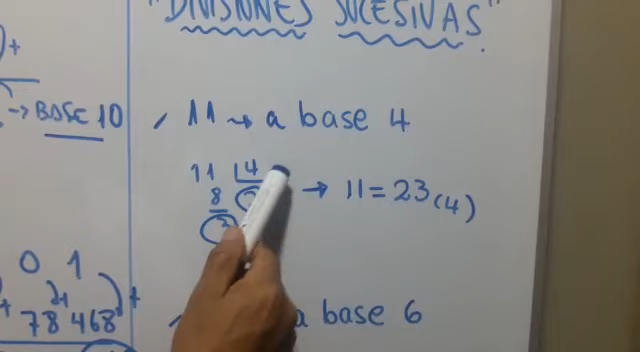 "DIVISIONES SUCESIVAS"
→ BASE 10
11 → a base 4
11 4
8
→ 11 = 23(4)
0 1
78 468
a base 6